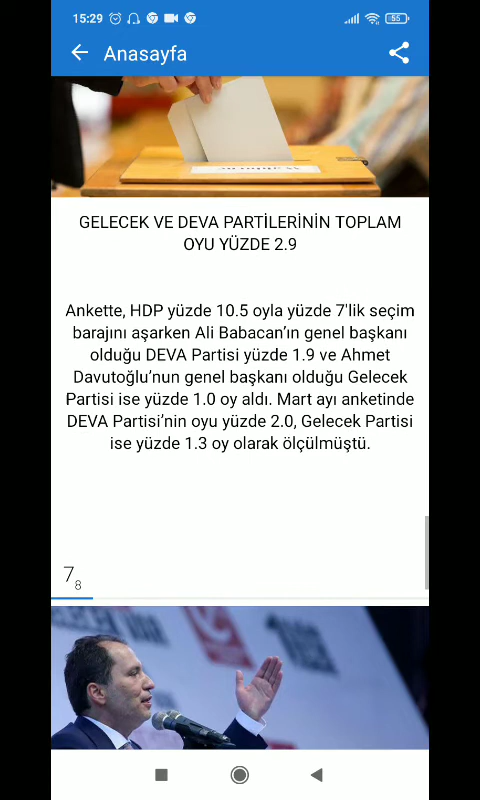 15:29
55
Anasayfa
GELECEK VE DEVA PARTİLERİNİN TOPLAM
OYU YÜZDE 2.9
Ankette, HDP yüzde 10.5 oyla yüzde 7'lik seçim
barajını aşarken Ali Babacan’ın genel başkanı
olduğu DEVA Partisi yüzde 1.9 ve Ahmet
Davutoğlu’nun genel başkanı olduğu Gelecek
Partisi ise yüzde 1.0 oy aldı. Mart ayı anketinde
DEVA Partisi’nin oyu yüzde 2.0, Gelecek Partisi
ise yüzde 1.3 oy olarak ölçülmüştü.
7
8